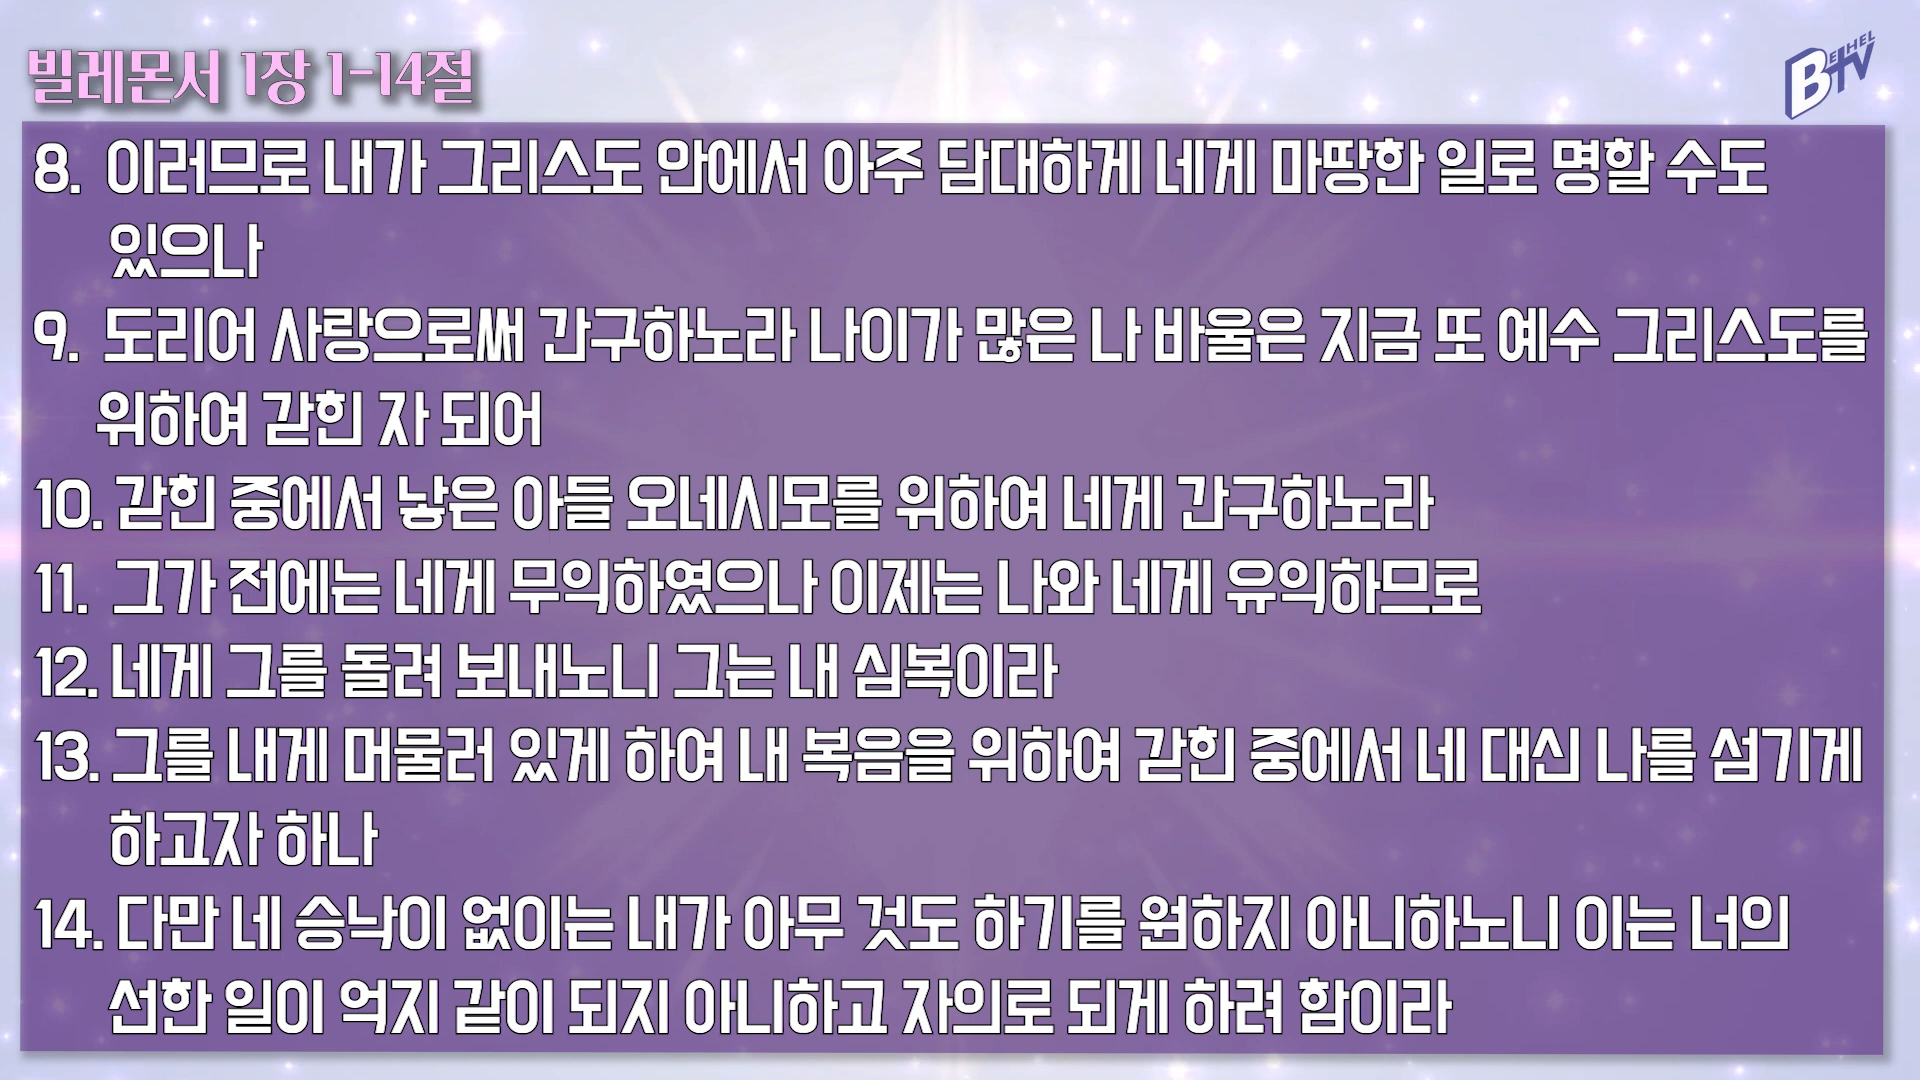 빌레몬서 1장 1-14절
BETHEL TV
8. 이러므로 내가 그리스도 안에서 아주 담대하게 네게 마땅한 일로 명할 수도
있으나
9. 도리어 사랑으로써 간구하노라 나이가 많은 나 바울은 지금 또 예수 그리스도를
위하여 갇힌 자 되어
10. 갇힌 중에서 낳은 아들 오네시모를 위하여 네게 간구하노라
11. 그가 전에는 네게 무익하였으나 이제는 나와 네게 유익하므로
12. 네게 그를 돌려 보내노니 그는 내 심복이라
13. 그를 내게 머물러 있게 하여 내 복음을 위하여 갇힌 중에서 네 대신 나를 섬기게
하고자 하나
14. 다만 네 승낙이 없이는 내가 아무 것도 하기를 원하지 아니하노니 이는 너의
선한 일이 억지 같이 되지 아니하고 자의로 되게 하려 함이라